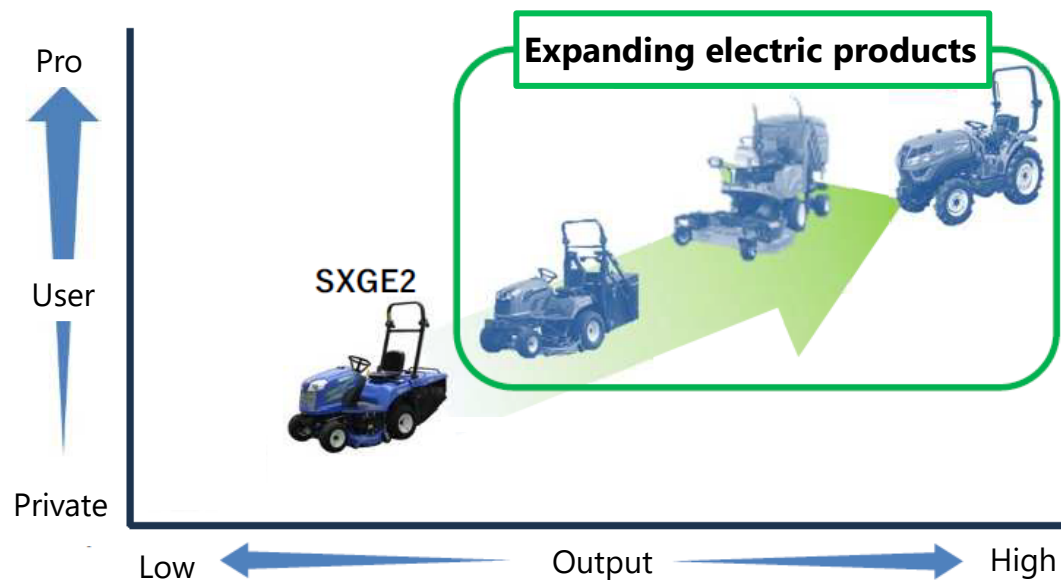 Expanding electric products
Pro
User
SXGE2
Private
Low
Output
High